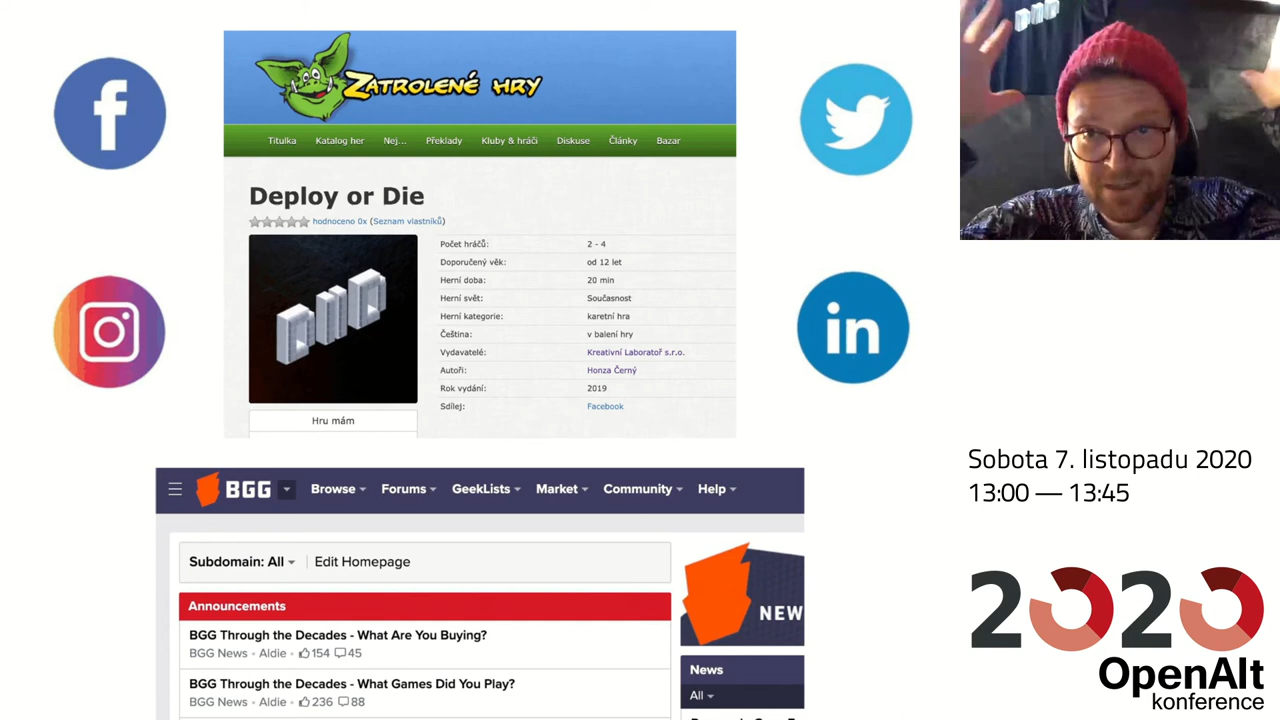 ZATROLENÉ HRY
Titulka Katalog her Nej... Překlady Kluby & hráči Diskuse Články Bazar
Deploy or Die
hodnoceno 0x (Seznam vlastníků)
Počet hráčů: 2 - 4
Doporučený věk: od 12 let
Herní doba: 20 min
Herní svět: Současnost
Herní kategorie: karetní hra
Čeština: v balení hry
Vydavatelé: Kreativní Laboratoř s.r.o.
Autoři: Honza Černý
Rok vydání: 2019
Sdílej: Facebook
DND
Hru mám
f
in
BGG Browse Forums GeekLists Market Community Help
Subdomain: All Edit Homepage
Announcements
BGG Through the Decades - What Are You Buying?
BGG News • Aldie • 154 45
BGG Through the Decades - What Games Did You Play?
BGG News • Aldie • 236 88
NEW
News
All
Sobota 7. listopadu 2020
13:00 — 13:45
2020
OpenAlt
konference